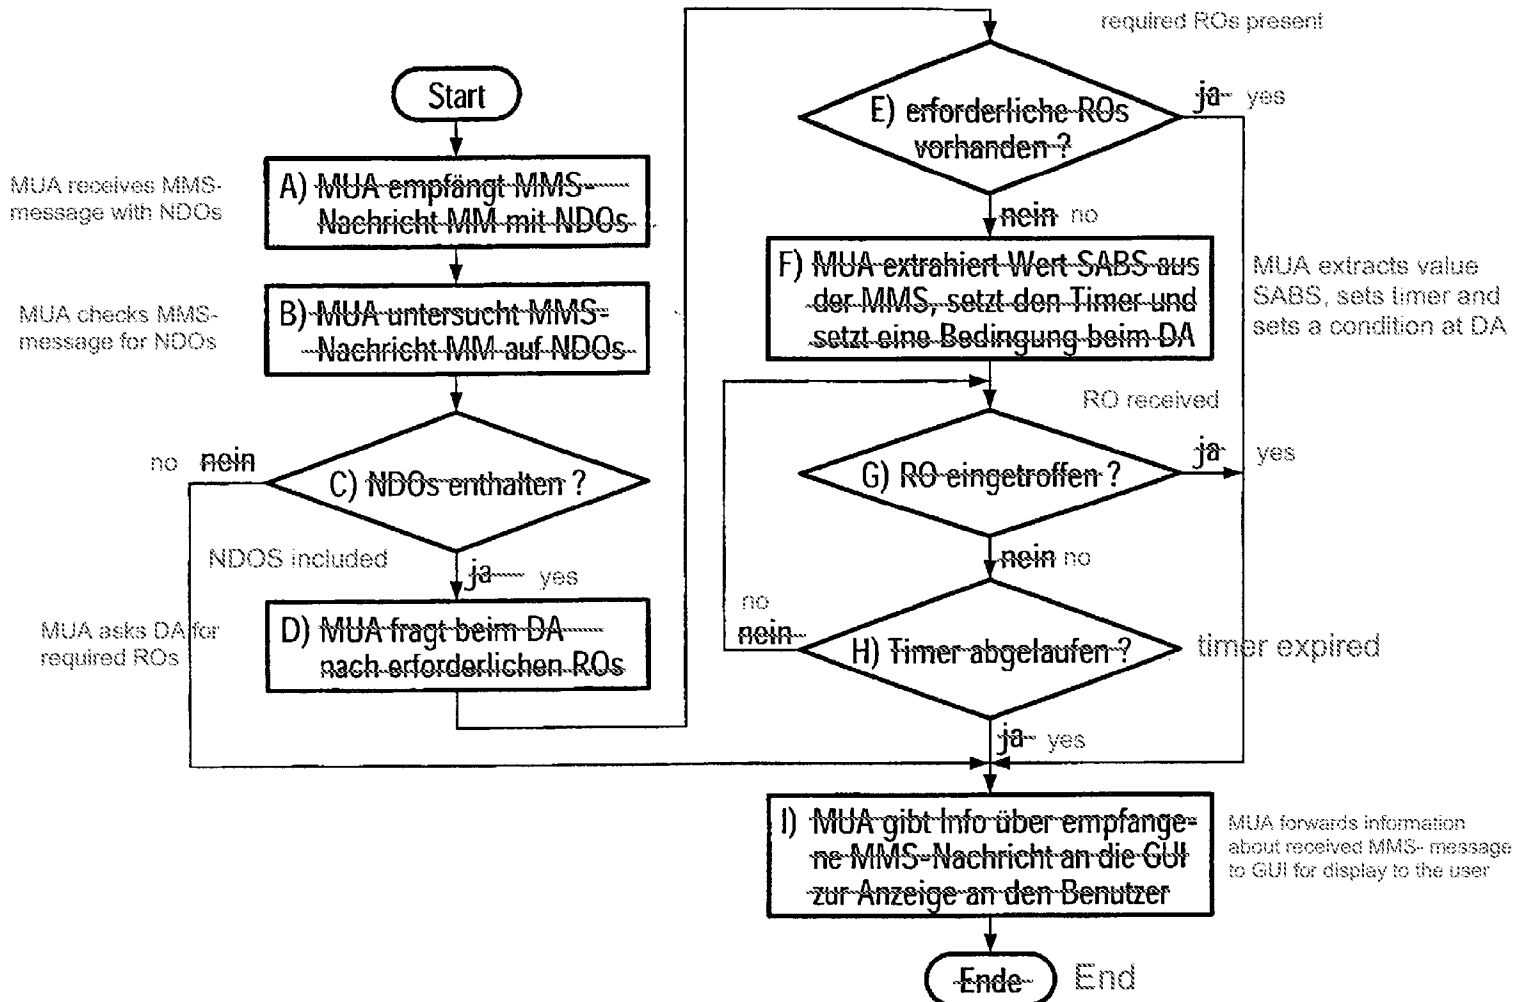 Start
MUA receives MMS-
message with NDOs
A) MUA empfängt MMS-
Nachricht MM mit NDOs
MUA checks MMS-
message for NDOs
B) MUA untersucht MMS-
Nachricht MM auf NDOs
no nein
C) NDOs enthalten ?
NDOS included
ja yes
MUA asks DA for
required ROs
D) MUA fragt beim DA
nach erforderlichen ROs
required ROs present
E) erforderliche ROs
vorhanden ?
ja yes
nein no
F) MUA extrahiert Wert SABS aus
der MMS, setzt den Timer und
setzt eine Bedingung beim DA
MUA extracts value
SABS, sets timer and
sets a condition at DA
RO received
G) RO eingetroffen ?
ja yes
nein no
no
nein
H) Timer abgelaufen ?
timer expired
ja yes
I) MUA gibt Info über empfange-
ne MMS-Nachricht an die GUI
zur Anzeige an den Benutzer
MUA forwards information
about received MMS- message
to GUI for display to the user
Ende End